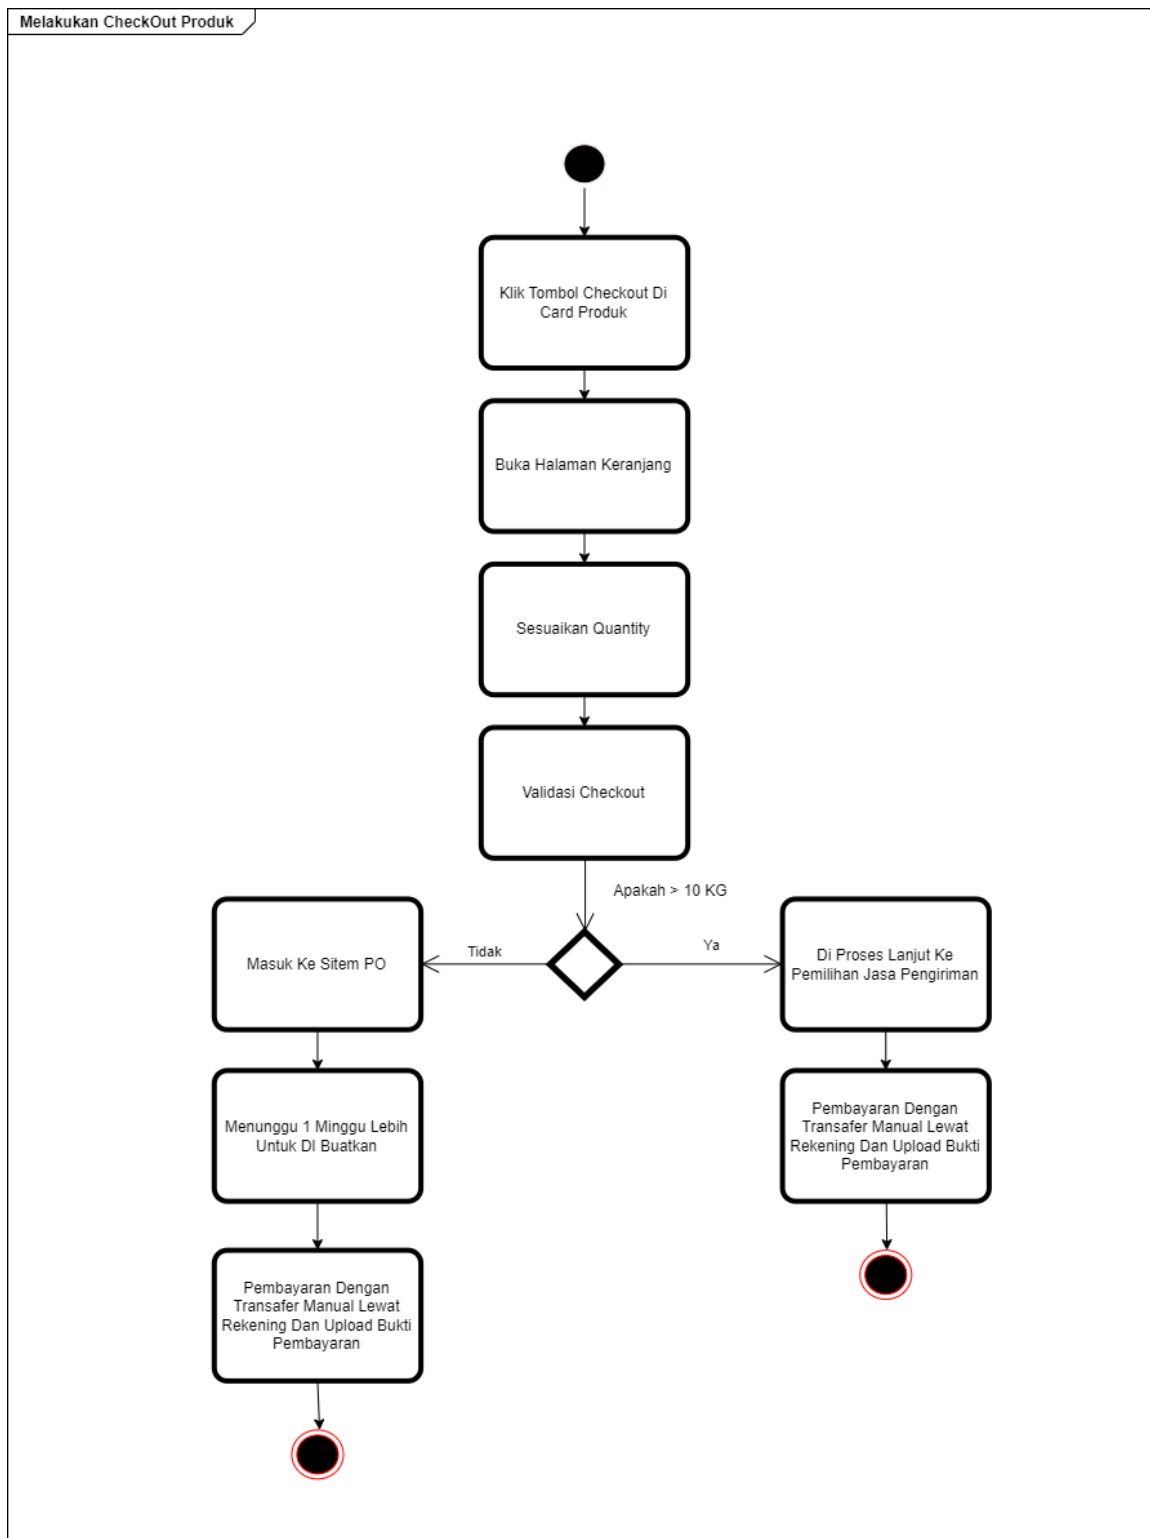 Melakukan CheckOut Produk
Klik Tombol Checkout Di
Card Produk
Buka Halaman Keranjang
Sesuaikan Quantity
Validasi Checkout
Apakah > 10 KG
Tidak
Ya
Masuk Ke Sitem PO
Di Proses Lanjut Ke
Pemilihan Jasa Pengiriman
Menunggu 1 Minggu Lebih
Untuk DI Buatkan
Pembayaran Dengan
Transafer Manual Lewat
Rekening Dan Upload Bukti
Pembayaran
Pembayaran Dengan
Transafer Manual Lewat
Rekening Dan Upload Bukti
Pembayaran